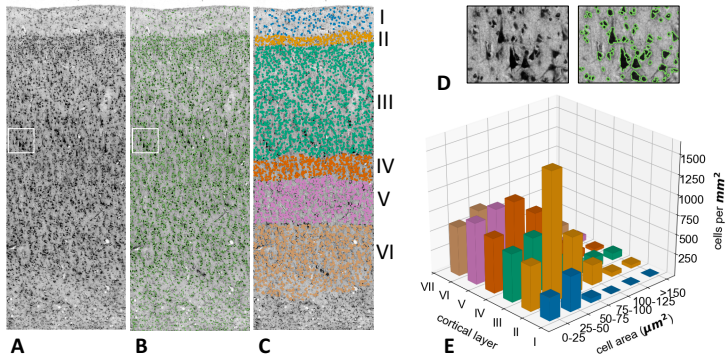 I
II
III
IV
V
VI
A
B
C
D
1500
1250
1000
750
500
250
cells per mm²
VII
VI
V
IV
III
II
I
cortical layer
0-25
25-50
50-75
75-100
100-125
>150
cell area (μm²)
E